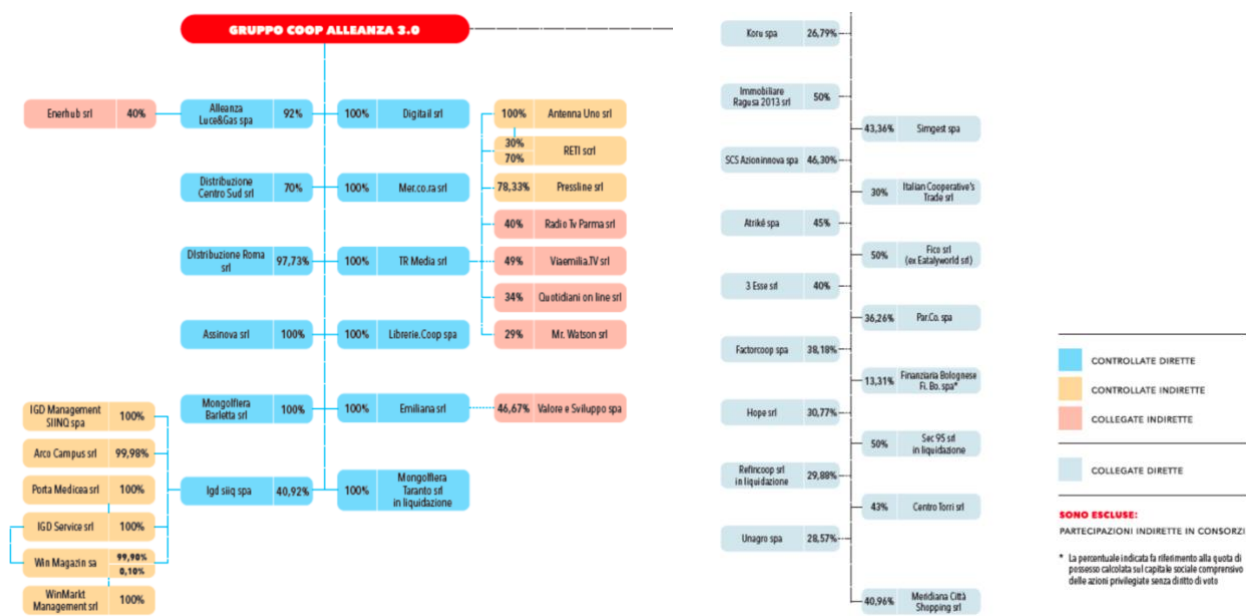 GRUPPO COOP ALLEANZA 3.0
Enerhub srl 40%
Alleanza
Luce&Gas spa 92%
100% Digitail srl
100% Antenna Uno srl
30%
70% RETI scrl
Distribuzione
Centro Sud srl 70%
100% Mer.co.ra srl
78,33% Pressline srl
40% Radio Tv Parma srl
DIstribuzione Roma
srl 97,73%
100% TR Media srl
49% Viaemilia.TV srl
34% Quotidiani on line srl
Assinova srl 100%
100% Librerie.Coop spa
29% Mr. Watson srl
Mongolfiera
Barletta srl 100%
100% Emiliana srl
46,67% Valore e Sviluppo spa
IGD Management
SIINQ spa 100%
Arco Campus srl 99,98%
Porta Medicea srl 100%
Igd siiq spa 40,92%
100% Mongolfiera
Taranto srl
in liquidazione
IGD Service srl 100%
Win Magazin sa 99,90%
0,10%
WinMarkt
Management srl 100%
Koru spa 26,79%
Immobiliare
Ragusa 2013 srl 50%
43,36% Simgest spa
SCS Azioninnova spa 46,30%
30% Italian Cooperative's
Trade srl
Atriké spa 45%
50% Fico srl
(ex Eatalyworld srl)
3 Esse srl 40%
36,26% Par.Co. spa
Factorcoop spa 38,18%
13,31% Finanziaria Bolognese
Fi. Bo. spa*
Hope srl 30,77%
50% Sec 95 srl
in liquidazione
Refincoop srl
in liquidazione 29,88%
43% Centro Torri srl
Unagro spa 28,57%
40,96% Meridiana Città
Shopping srl
CONTROLLATE DIRETTE
CONTROLLATE INDIRETTE
COLLEGATE INDIRETTE
COLLEGATE DIRETTE
SONO ESCLUSE:
PARTECIPAZIONI INDIRETTE IN CONSORZI
* La percentuale indicata fa riferimento alla quota di
possesso calcolata sul capitale sociale comprensivo
delle azioni privilegiate senza diritto di voto